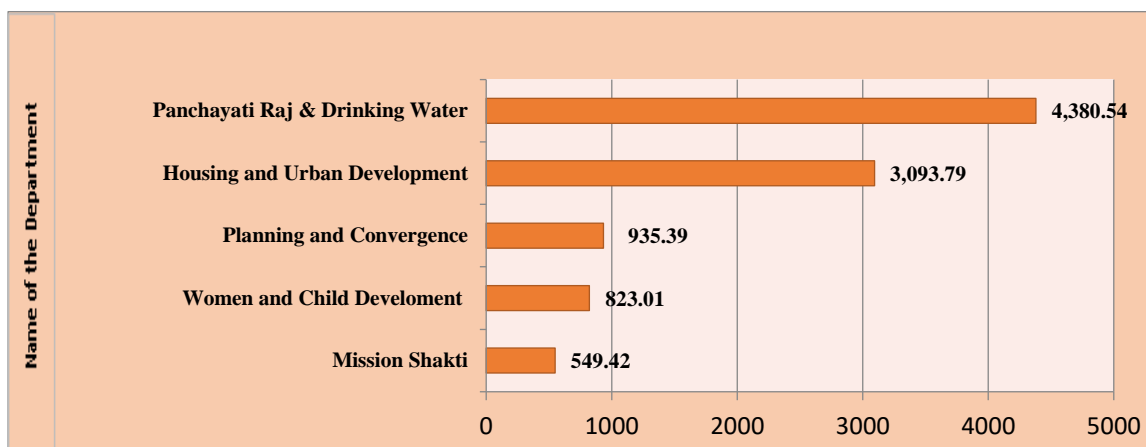 Name of the Department
Panchayati Raj & Drinking Water
4,380.54
Housing and Urban Development
3,093.79
Planning and Convergence
935.39
Women and Child Develoment
823.01
Mission Shakti
549.42
0 1000 2000 3000 4000 5000